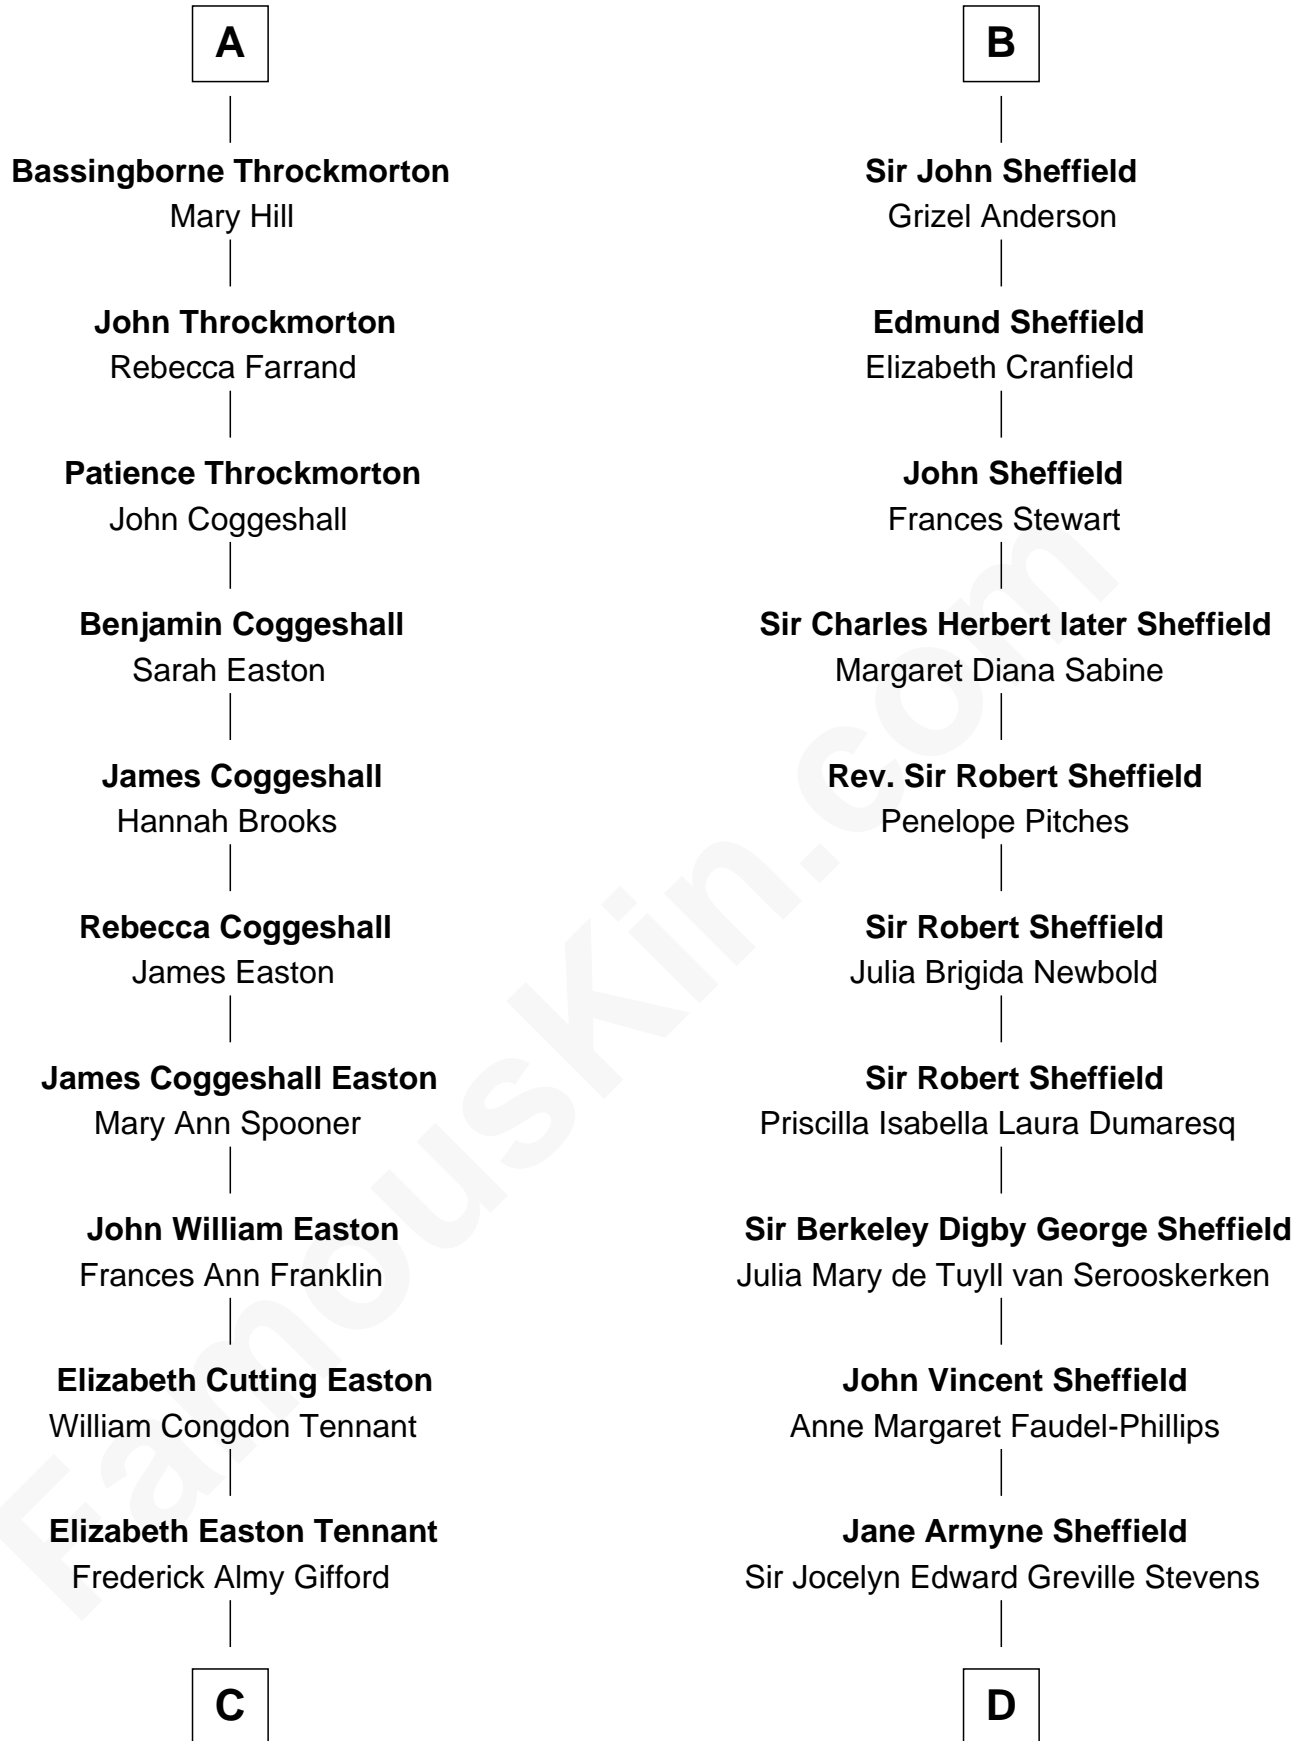 A
Bassingborne Throckmorton
Mary Hill
John Throckmorton
Rebecca Farrand
Patience Throckmorton
John Coggeshall
Benjamin Coggeshall
Sarah Easton
James Coggeshall
Hannah Brooks
Rebecca Coggeshall
James Easton
James Coggeshall Easton
Mary Ann Spooner
John William Easton
Frances Ann Franklin
Elizabeth Cutting Easton
William Congdon Tennant
Elizabeth Easton Tennant
Frederick Almy Gifford
C
B
Sir John Sheffield
Grizel Anderson
Edmund Sheffield
Elizabeth Cranfield
John Sheffield
Frances Stewart
Sir Charles Herbert later Sheffield
Margaret Diana Sabine
Rev. Sir Robert Sheffield
Penelope Pitches
Sir Robert Sheffield
Julia Brigida Newbold
Sir Robert Sheffield
Priscilla Isabella Laura Dumaresq
Sir Berkeley Digby George Sheffield
Julia Mary de Tuyll van Serooskerken
John Vincent Sheffield
Anne Margaret Faudel-Phillips
Jane Armyne Sheffield
Sir Jocelyn Edward Greville Stevens
D
FamousKin.com